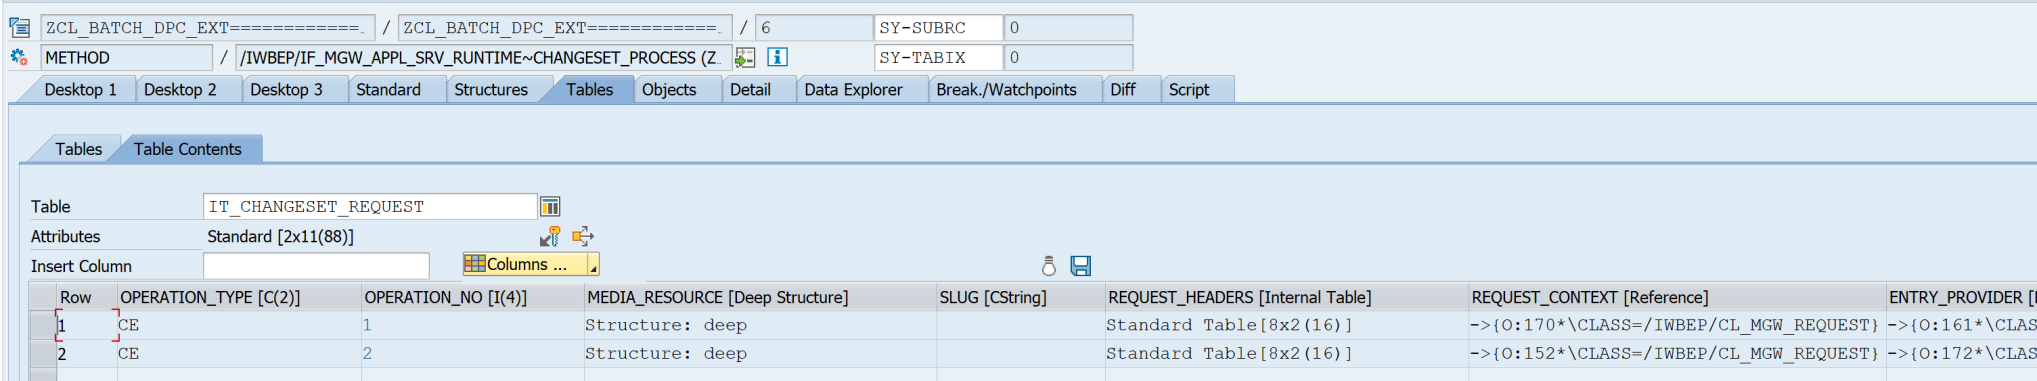 ZCL_BATCH_DPC_EXT============… / ZCL_BATCH_DPC_EXT============… / 6 SY-SUBRC 0
METHOD / /IWBEP/IF_MGW_APPL_SRV_RUNTIME~CHANGESET_PROCESS (Z… SY-TABIX 0
Desktop 1 Desktop 2 Desktop 3 Standard Structures Tables Objects Detail Data Explorer Break./Watchpoints Diff Script
Tables Table Contents
Table IT_CHANGESET_REQUEST
Attributes Standard [2x11(88)]
Insert Column Columns ...
Row OPERATION_TYPE [C(2)] OPERATION_NO [I(4)] MEDIA_RESOURCE [Deep Structure] SLUG [CString] REQUEST_HEADERS [Internal Table] REQUEST_CONTEXT [Reference] ENTRY_PROVIDER [
1 CE 1 Structure: deep Standard Table[8x2(16)] ->{O:170*\CLASS=/IWBEP/CL_MGW_REQUEST} ->{O:161*\CLAS
2 CE 2 Structure: deep Standard Table[8x2(16)] ->{O:152*\CLASS=/IWBEP/CL_MGW_REQUEST} ->{O:172*\CLAS